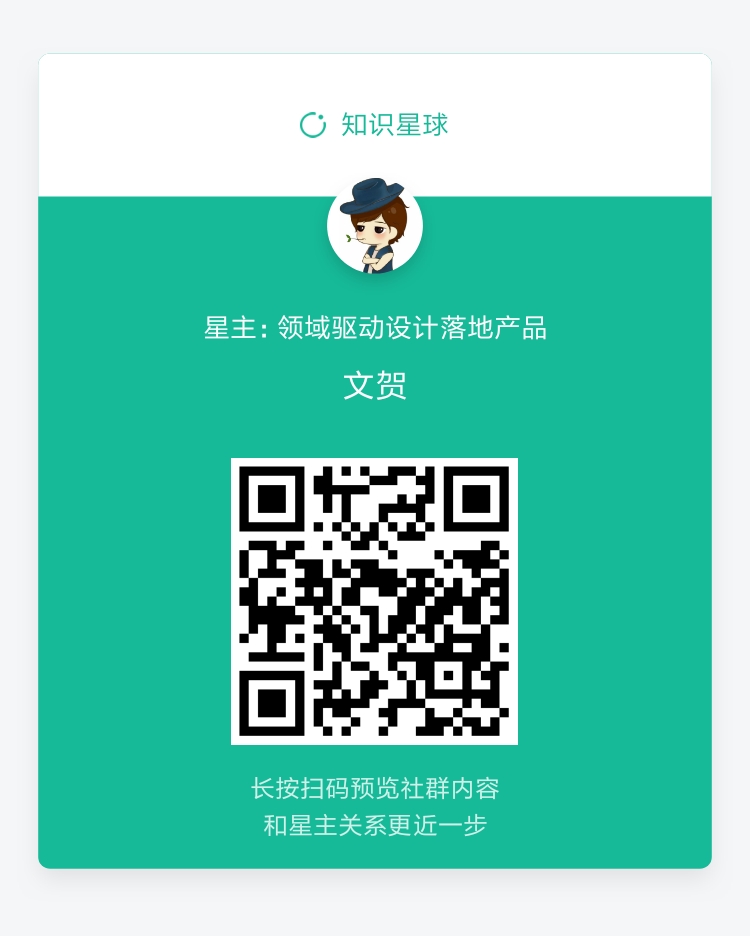 知识星球
星主：领域驱动设计落地产品
文贺
长按扫码预览社群内容
和星主关系更近一步